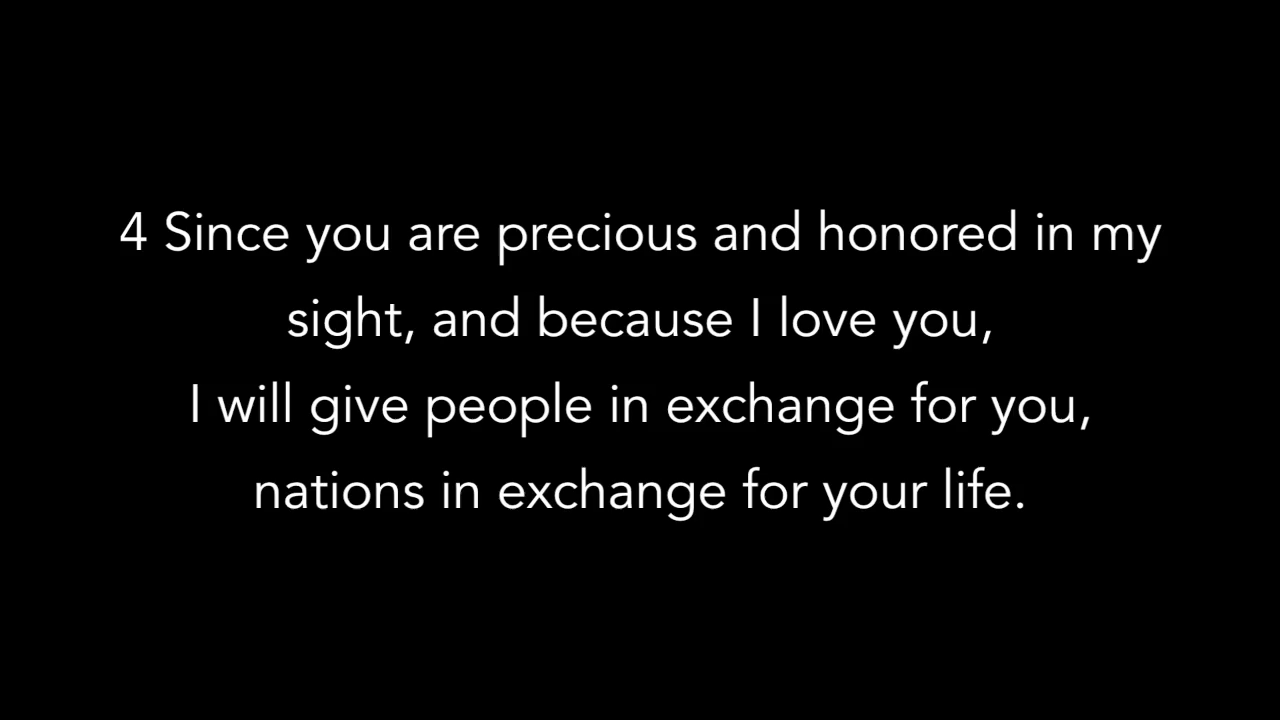 4 Since you are precious and honored in my
sight, and because I love you,
I will give people in exchange for you,
nations in exchange for your life.